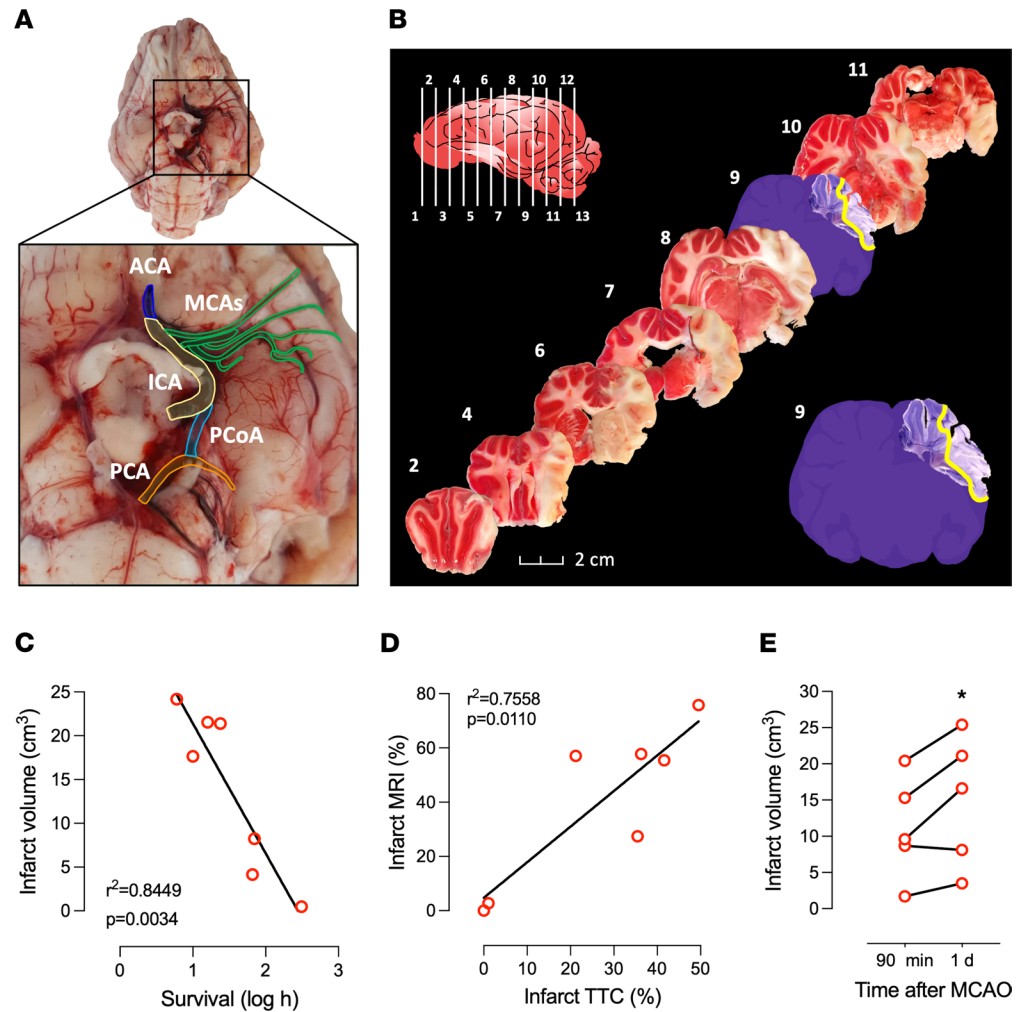 A
ACA
MCAs
ICA
PCoA
PCA
B
2 4 6 8 10 12
1 3 5 7 9 11 13
11
10
9
8
7
6
4
2
9
2 cm
C
Infarct volume (cm³)
25
20
15
10
5
0
r²=0.8449
p=0.0034
0 1 2 3
Survival (log h)
D
Infarct MRI (%)
80
60
40
20
0
r²=0.7558
p=0.0110
0 10 20 30 40 50
Infarct TTC (%)
E
Infarct volume (cm³)
30
25
20
15
10
5
0
*
90 min 1 d
Time after MCAO